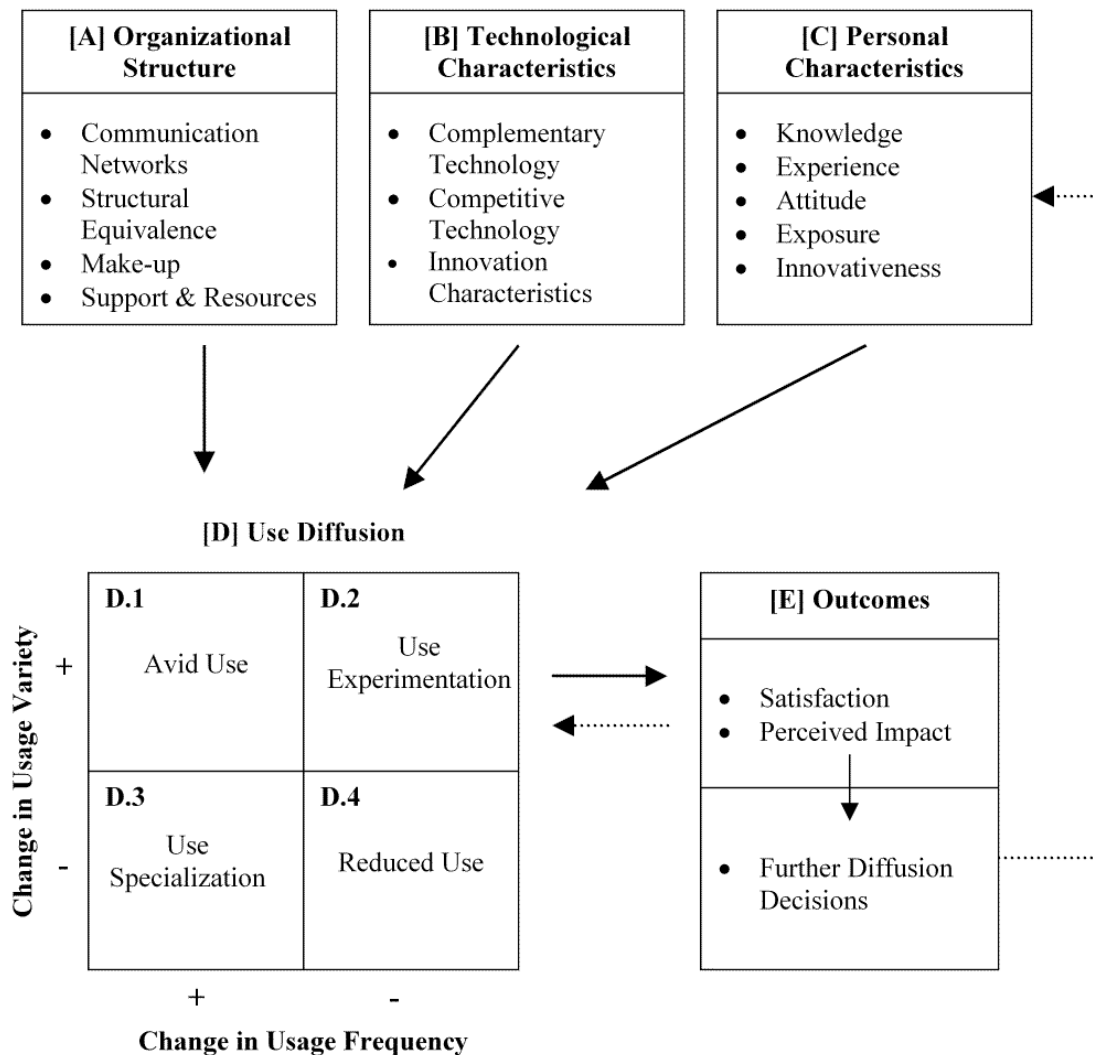 [A] Organizational
Structure
• Communication
Networks
• Structural
Equivalence
• Make-up
• Support & Resources
[B] Technological
Characteristics
• Complementary
Technology
• Competitive
Technology
• Innovation
Characteristics
[C] Personal
Characteristics
• Knowledge
• Experience
• Attitude
• Exposure
• Innovativeness
[D] Use Diffusion
Change in Usage Variety
+
-
D.1
Avid Use
D.2
Use
Experimentation
D.3
Use
Specialization
D.4
Reduced Use
+
-
Change in Usage Frequency
[E] Outcomes
• Satisfaction
• Perceived Impact
• Further Diffusion
Decisions